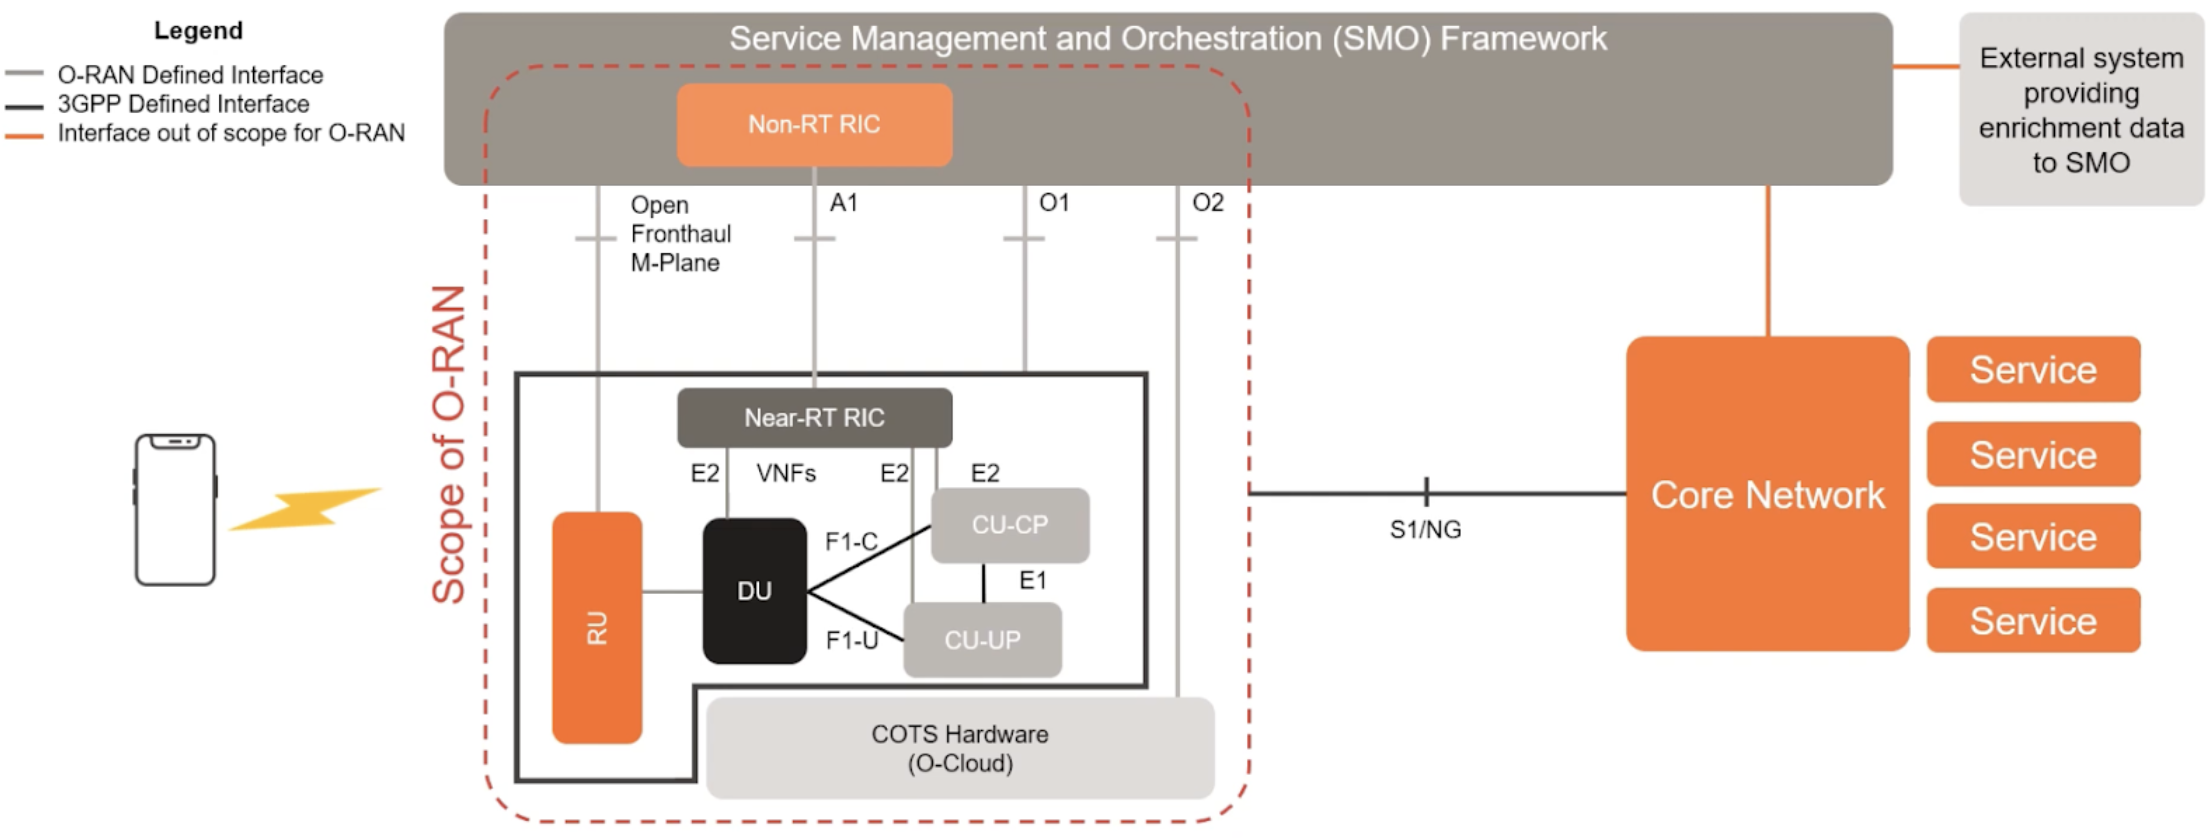 Legend
O-RAN Defined Interface
3GPP Defined Interface
Interface out of scope for O-RAN
Service Management and Orchestration (SMO) Framework
Non-RT RIC
External system
providing
enrichment data
to SMO
Open
Fronthaul
M-Plane
A1
O1
O2
Scope of O-RAN
Near-RT RIC
E2
VNFs
E2
E2
RU
DU
F1-C
F1-U
CU-CP
E1
CU-UP
COTS Hardware
(O-Cloud)
S1/NG
Core Network
Service
Service
Service
Service